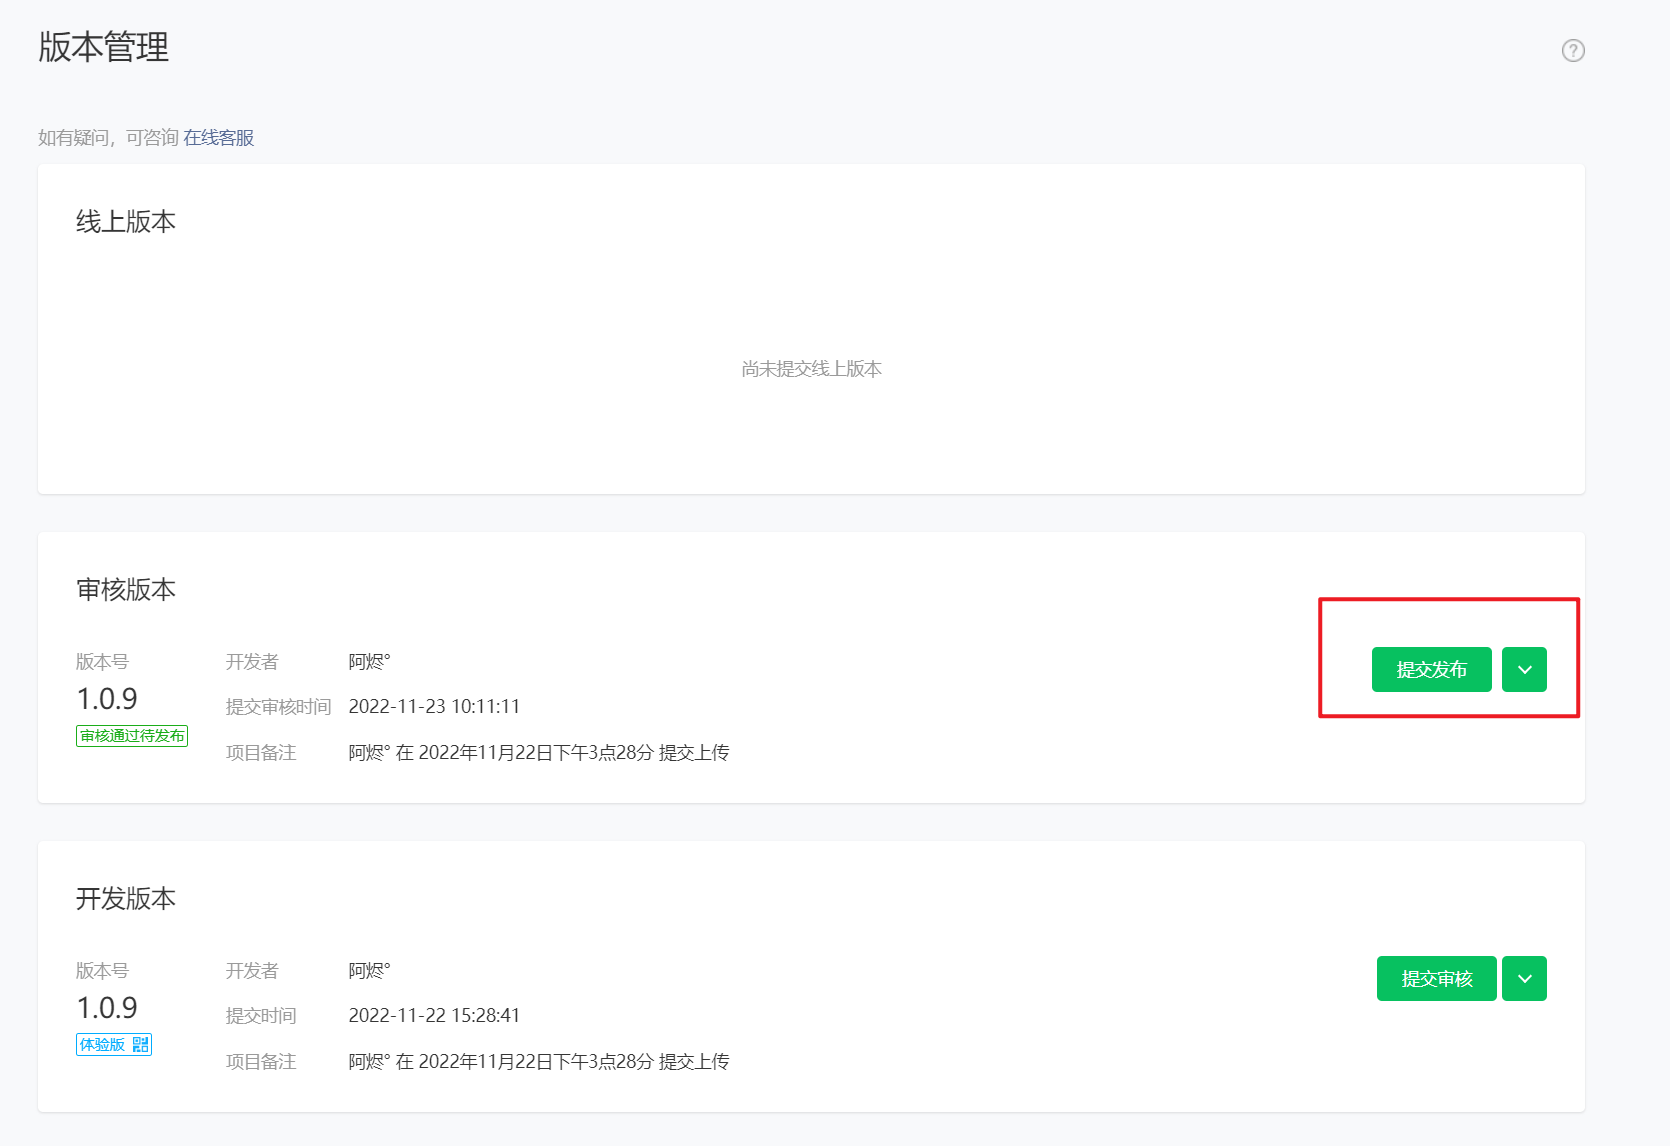 版本管理
如有疑问，可咨询 在线客服
线上版本
尚未提交线上版本
审核版本
版本号
1.0.9
审核通过待发布
开发者 阿烬°
提交审核时间 2022-11-23 10:11:11
项目备注 阿烬° 在 2022年11月22日下午3点28分 提交上传
提交发布
开发版本
版本号
1.0.9
体验版
开发者 阿烬°
提交时间 2022-11-22 15:28:41
项目备注 阿烬° 在 2022年11月22日下午3点28分 提交上传
提交审核